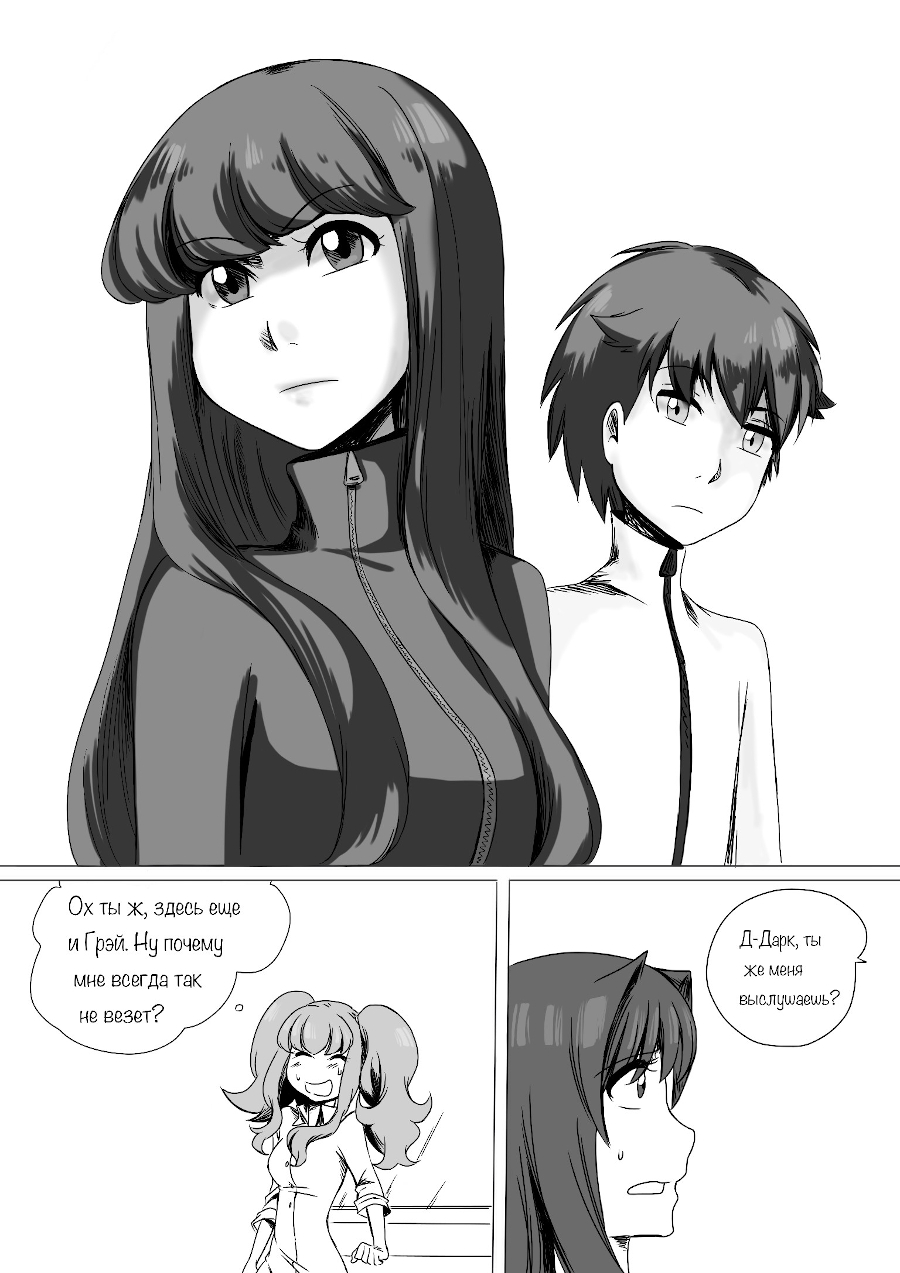 Ох ты ж, здесь еще
и Грэй. Ну почему
мне всегда так
не везет?
Д-Дарк, ты
же меня
выслушаешь?